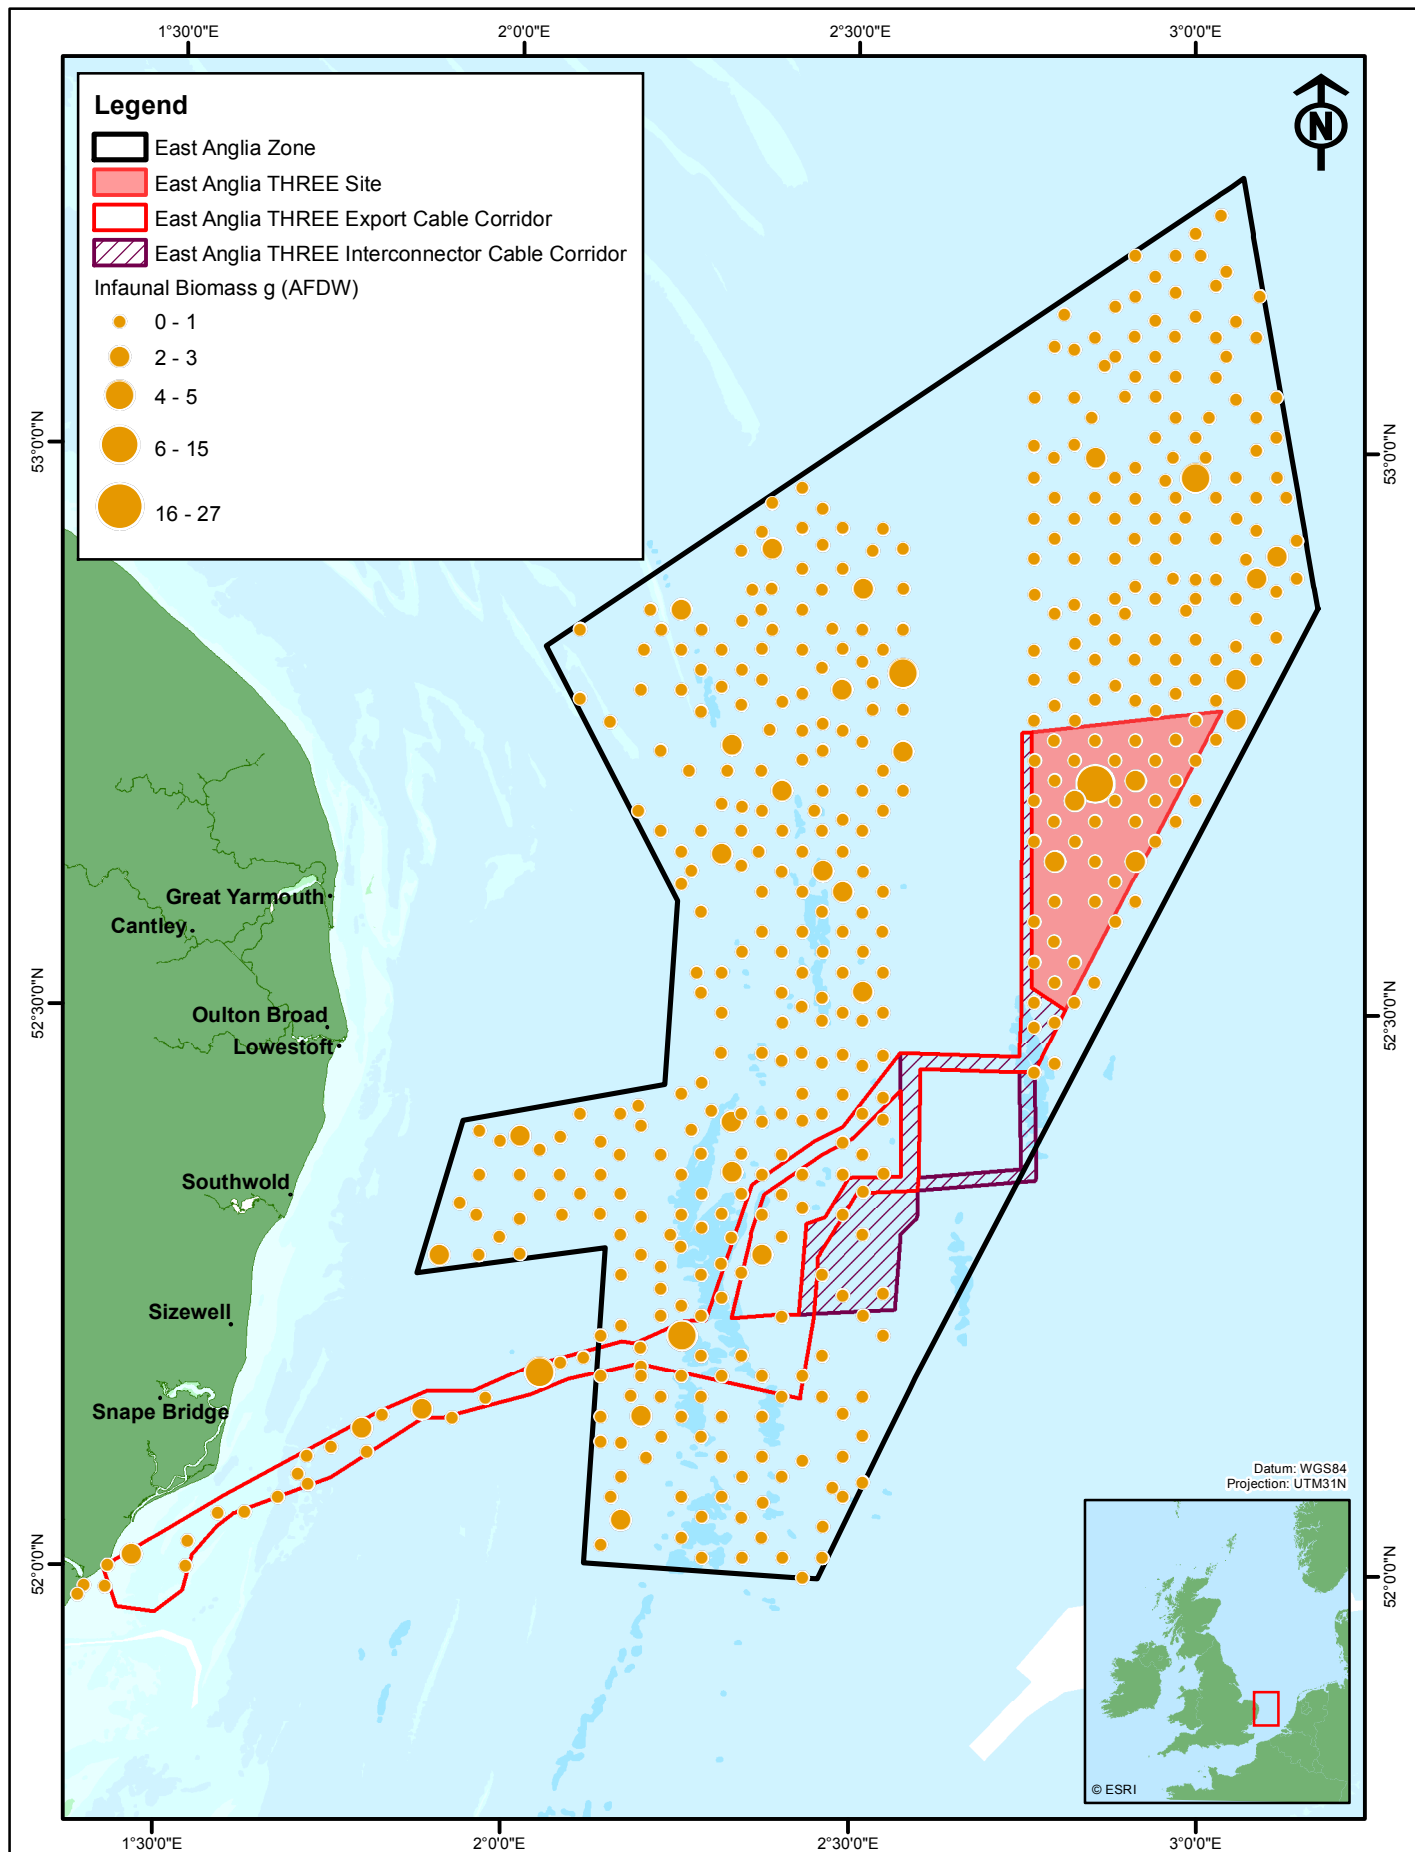 1°30'0"E
2°0'0"E
2°30'0"E
3°0'0"E
Legend
East Anglia Zone
East Anglia THREE Site
East Anglia THREE Export Cable Corridor
East Anglia THREE Interconnector Cable Corridor
Infaunal Biomass g (AFDW)
0 - 1
2 - 3
4 - 5
6 - 15
16 - 27
N
53°0'0"N
53°0'0"N
Great Yarmouth
Cantley
52°30'0"N
52°30'0"N
Oulton Broad
Lowestoft
Southwold
Sizewell
Snape Bridge
Datum: WGS84
Projection: UTM31N
52°0'0"N
52°0'0"N
© ESRI
1°30'0"E
2°0'0"E
2°30'0"E
3°0'0"E